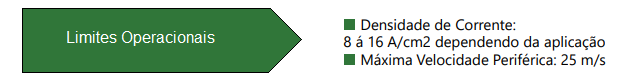 Limites Operacionais
■ Densidade de Corrente:
8 á 16 A/cm2 dependendo da aplicação
■ Máxima Velocidade Periférica: 25 m/s